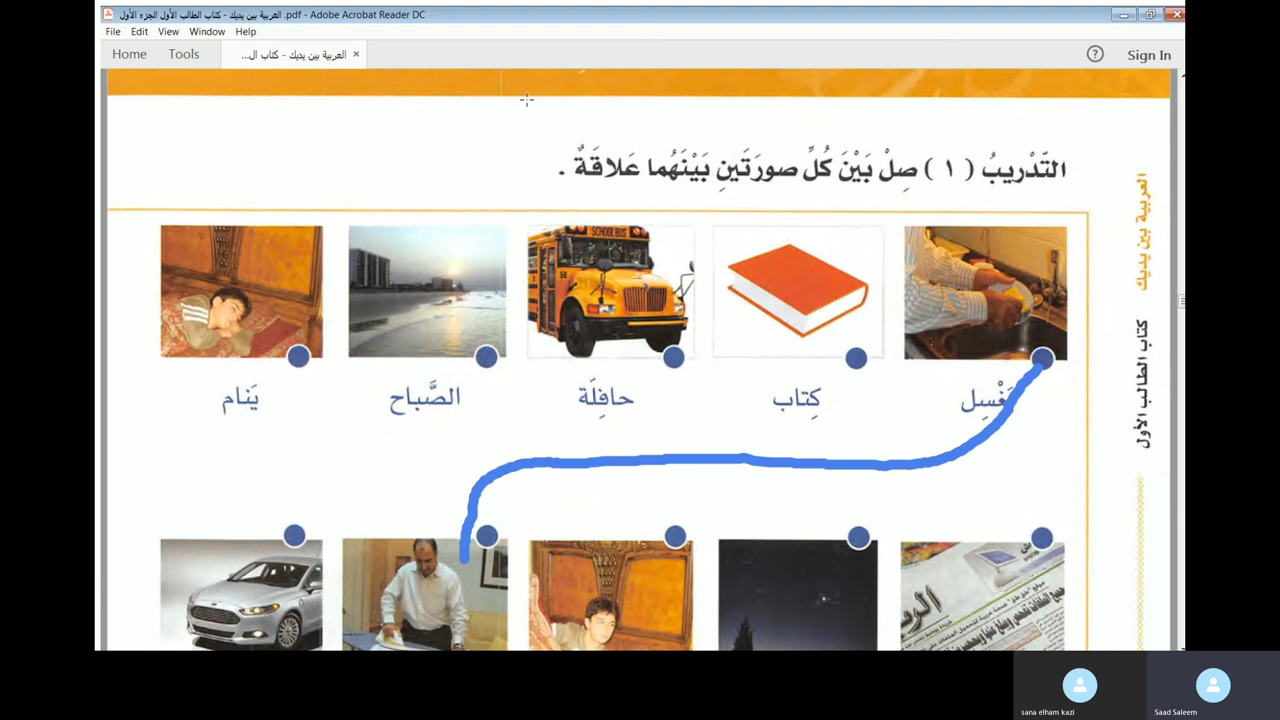 العربية بين يديك - كتاب الطالب الأول الجزء الأول .pdf - Adobe Acrobat Reader DC
File Edit View Window Help
Home Tools العربية بين يديك - كتاب ال... × ? Sign In
التَّدْريبُ ( ١ ) صِلْ بَيْنَ كُلِّ صورَتَينِ بَيْنَهُما عَلاقَةٌ .
العربية بين يديك
كتاب الطالب الأول
SCHOOL BUS
يَغْسِل كِتاب حافِلَة الصَّباح يَنام
sana elham kazi
Saad Saleem